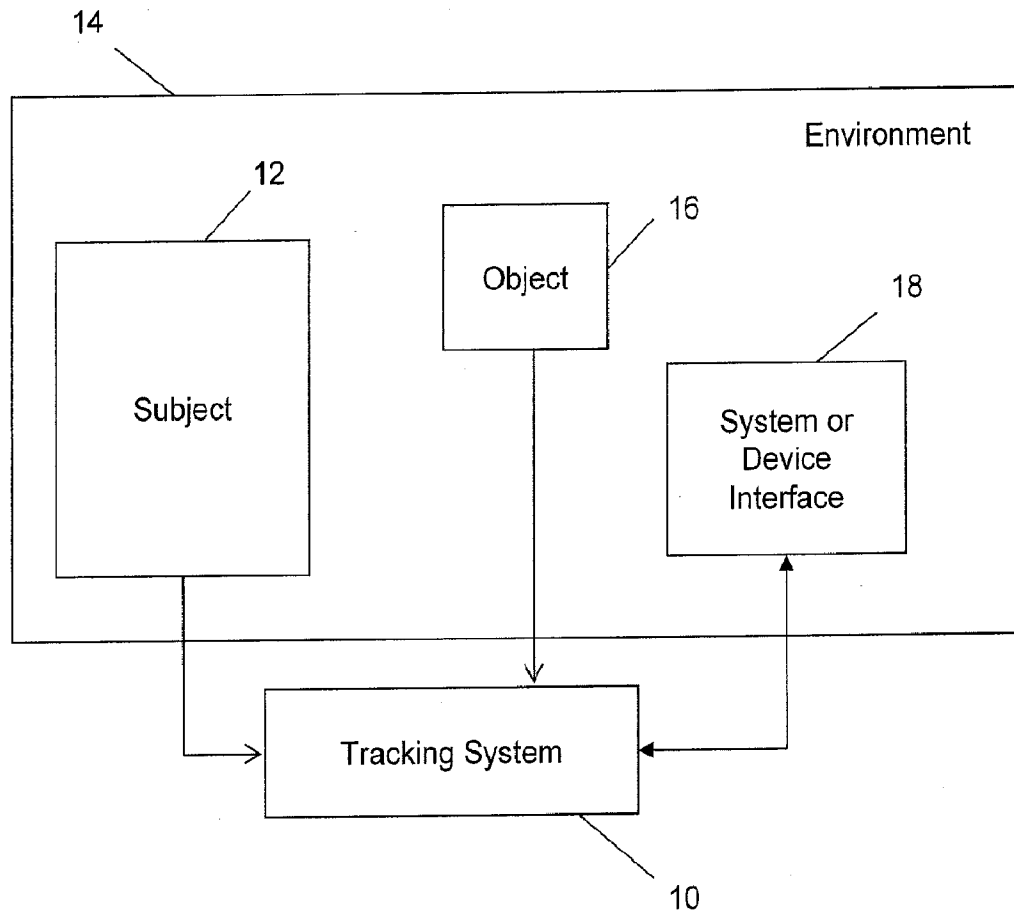 14
Environment
12
16
Object
18
Subject
System or
Device
Interface
Tracking System
10